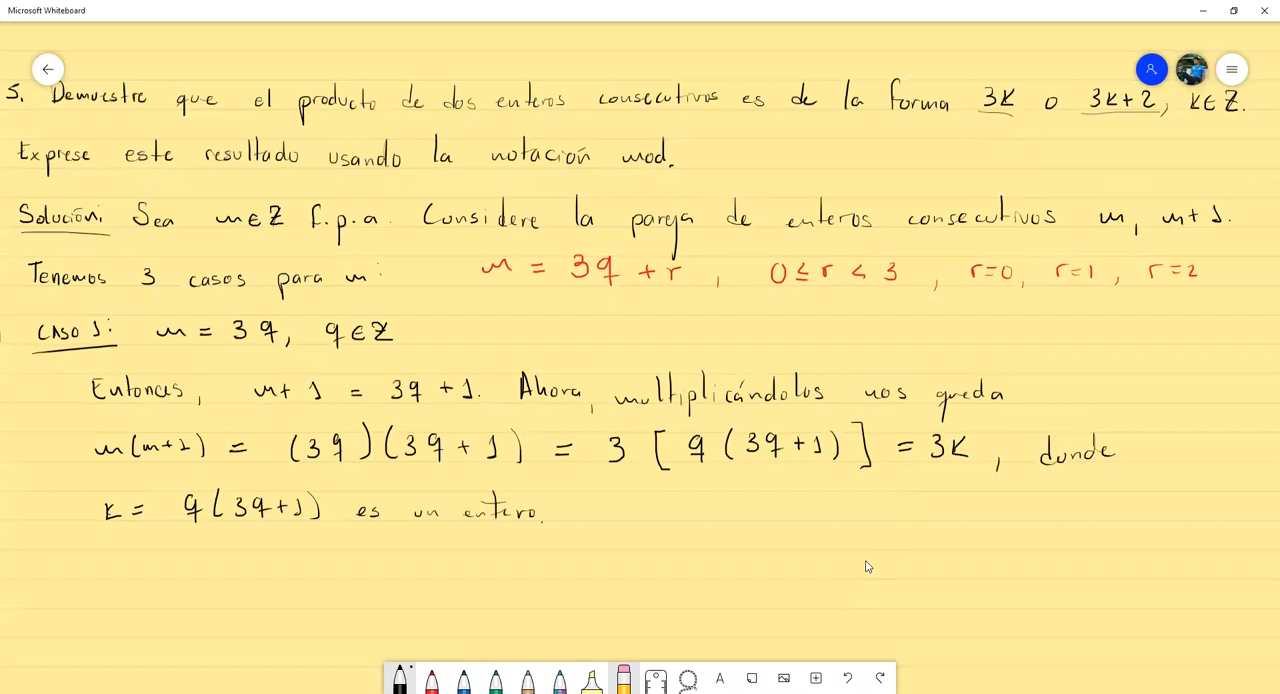 Microsoft Whiteboard
5. Demuestre que el producto de dos enteros consecutivos es de la forma 3K o 3K+2, K∈Z.
Exprese este resultado usando la notación mod.
Solución: Sea m∈Z f.p.a. Considere la pareja de enteros consecutivos m, m+1.
Tenemos 3 casos para m: m = 3q + r, 0 ≤ r < 3, r=0, r=1, r=2
CASO 1: m = 3q, q∈Z
Entonces, m+1 = 3q+1. Ahora, multiplicándolos nos queda
m(m+1) = (3q)(3q+1) = 3[q(3q+1)] = 3K, donde
K = q(3q+1) es un entero.